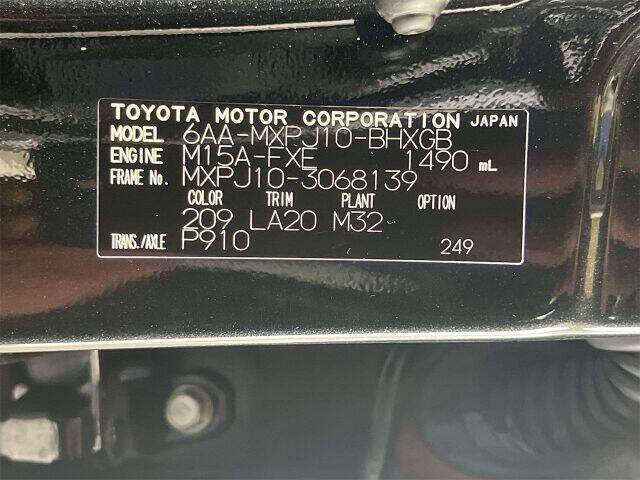 TOYOTA MOTOR CORPORATION JAPAN
MODEL 6AA-MXPJ10-BHXGB
ENGINE M15A-FXE 1490 mL
FRAME No. MXPJ10-3068139
COLOR TRIM PLANT OPTION
209 LA20 M32
TRANS./AXLE P910 249